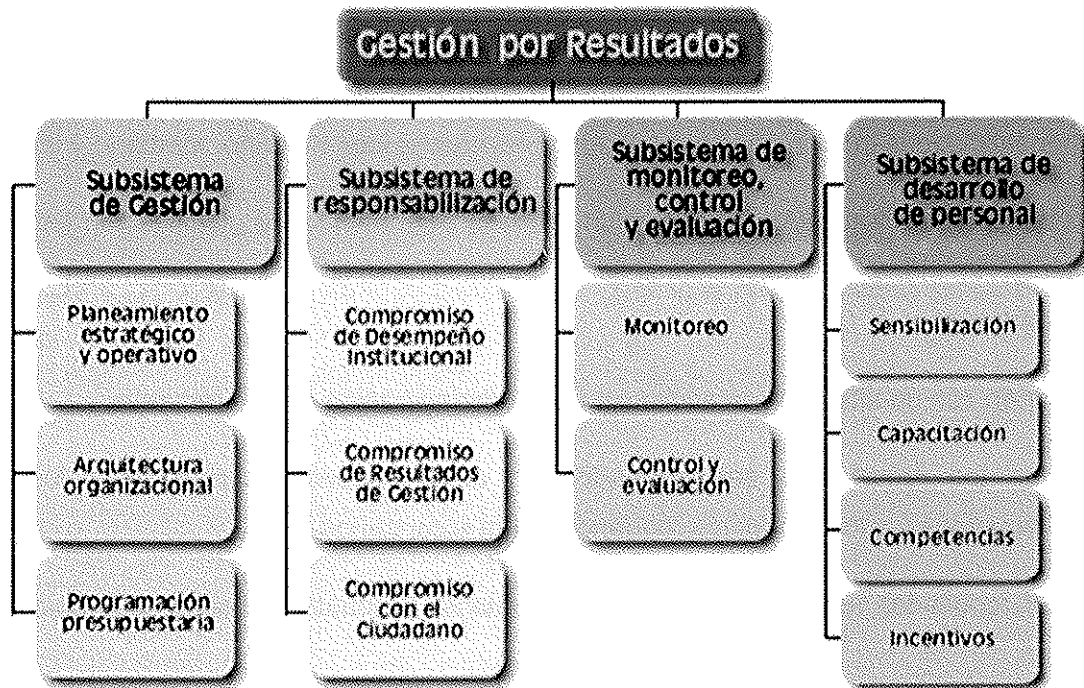 Gestión por Resultados
Subsistema
de Gestión
Planeamiento
estratégico
y operativo
Arquitectura
organizacional
Programación
presupuestaria
Subsistema de
responsabilización
Compromiso
de Desempeño
Institucional
Compromiso
de Resultados
de Gestión
Compromiso
con el
Ciudadano
Subsistema de
monitoreo,
control
y evaluación
Monitoreo
Control y
evaluación
Subsistema de
desarrollo
de personal
Sensibilización
Capacitación
Competencias
Incentivos